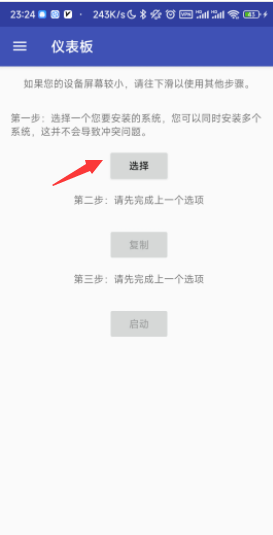 23:24 243K/s
仪表板
如果您的设备屏幕较小，请往下滑以使用其他步骤。
第一步：选择一个您要安装的系统，您可以同时安装多个
系统，这并不会导致冲突问题。
选择
第二步：请先完成上一个选项
复制
第三步：请先完成上一个选项
启动